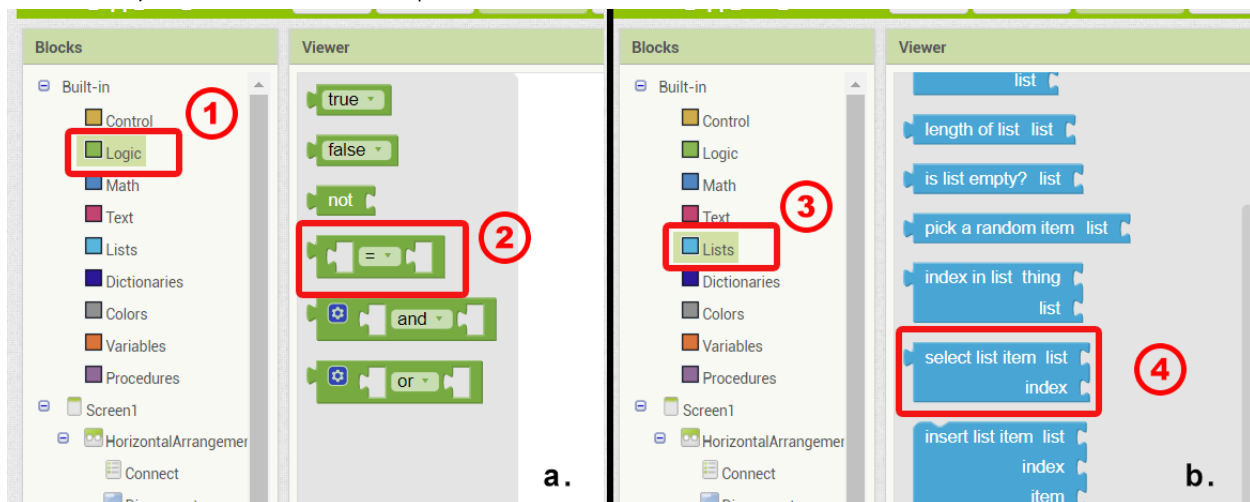 Blocks
Viewer
Built-in
Control
1
Logic
Math
Text
Lists
Dictionaries
Colors
Variables
Procedures
Screen1
HorizontalArrangemer
Connect
true
false
not
2
=
and
or
a.
Blocks
Viewer
Built-in
Control
Logic
Math
Text
3
Lists
Dictionaries
Colors
Variables
Procedures
Screen1
HorizontalArrangemer
Connect
list
length of list list
is list empty? list
pick a random item list
index in list thing
list
select list item list
index
4
insert list item list
index
item
b.